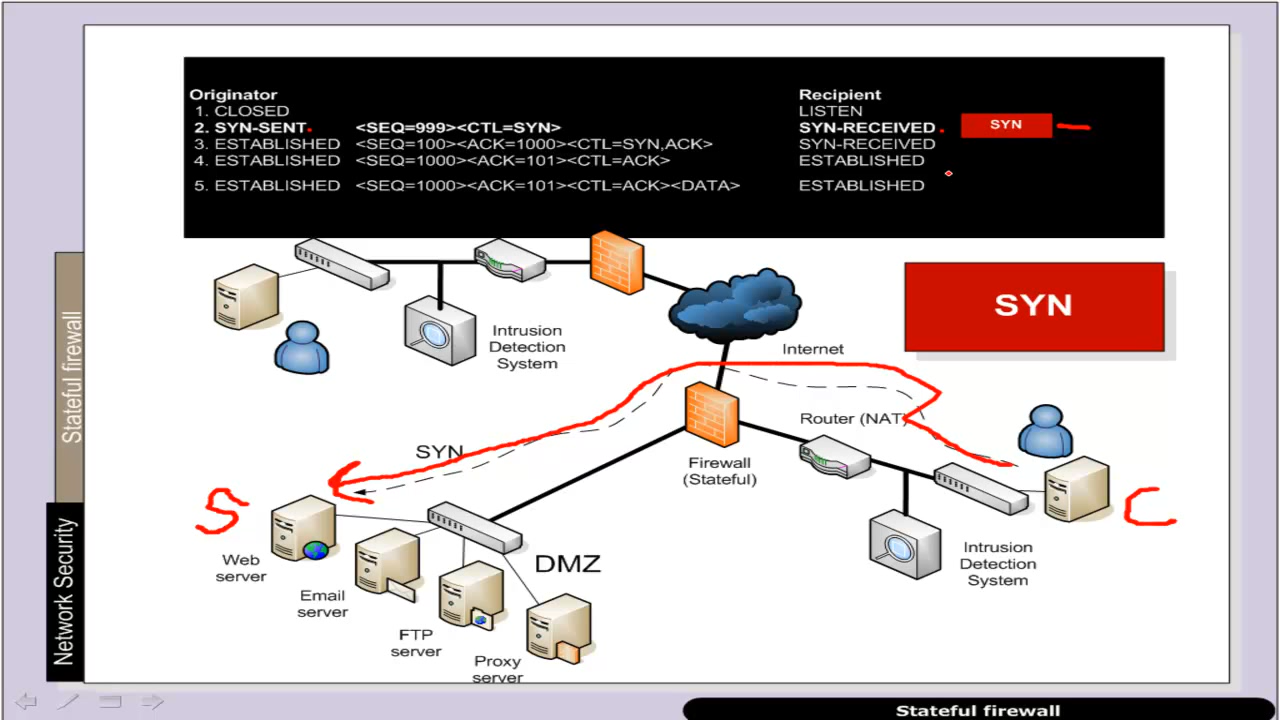 Originator Recipient
1. CLOSED LISTEN
2. SYN-SENT <SEQ=999><CTL=SYN> SYN-RECEIVED SYN
3. ESTABLISHED <SEQ=100><ACK=1000><CTL=SYN,ACK> SYN-RECEIVED
4. ESTABLISHED <SEQ=1000><ACK=101><CTL=ACK> ESTABLISHED
5. ESTABLISHED <SEQ=1000><ACK=101><CTL=ACK><DATA> ESTABLISHED
SYN
Intrusion
Detection
System
Internet
Router (NAT)
SYN
Firewall
(Stateful)
S
C
Web
server
DMZ
Intrusion
Detection
System
Email
server
FTP
server
Proxy
server
Stateful firewall
Network Security
Stateful firewall